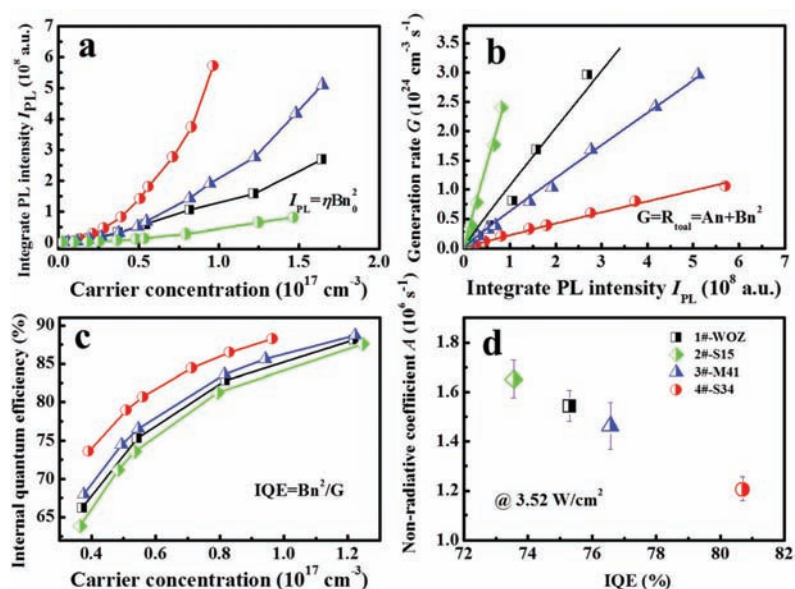 a
Integrate PL intensity I_PL (10^8 a.u.)
8
7
6
5
4
3
2
1
0
I_PL=ηBn_0^2
0.0 0.5 1.0 1.5 2.0
Carrier concentration (10^17 cm^-3)
b
Generation rate G (10^24 cm^-3 s^-1)
3.5
3.0
2.5
2.0
1.5
1.0
0.5
0.0
G=R_toal=An+Bn^2
0 1 2 3 4 5 6 7
Integrate PL intensity I_PL (10^8 a.u.)
c
Internal quantum efficiency (%)
90
85
80
75
70
65
IQE=Bn^2/G
0.4 0.6 0.8 1.0 1.2
Carrier concentration (10^17 cm^-3)
d
Non-radiative coeffiicient A (10^6 s^-1)
1.8
1.6
1.4
1.2
1.0
1#-WOZ
2#-S15
3#-M41
4#-S34
@ 3.52 W/cm^2
72 74 76 78 80 82
IQE (%)